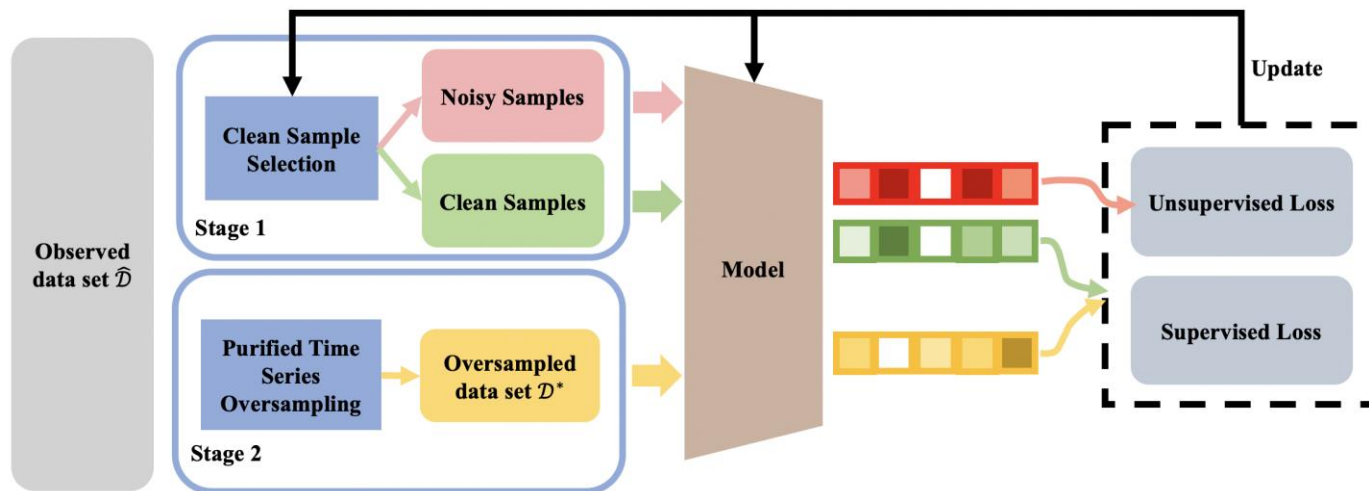 Observed
data set 𝒟̂
Clean Sample
Selection
Noisy Samples
Clean Samples
Stage 1
Purified Time
Series
Oversampling
Oversampled
data set 𝒟*
Stage 2
Model
Update
Unsupervised Loss
Supervised Loss